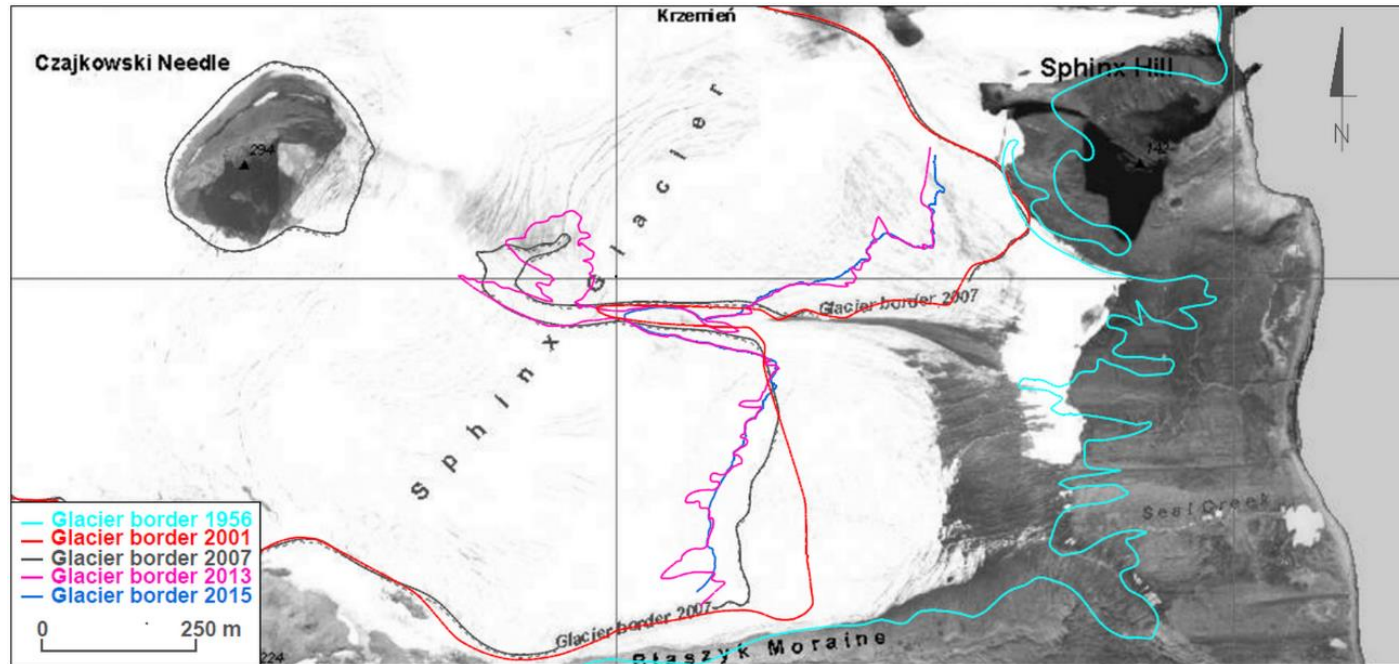 Krzemień
Czajkowski Needle
Sphinx Hill
294
142
N
Sphinx Glacier
Glacier border 2007
Seal Creek
Glacier border 1956
Glacier border 2001
Glacier border 2007
Glacier border 2013
Glacier border 2015
0 250 m
Glacier border 2007
Błaszyk Moraine
224